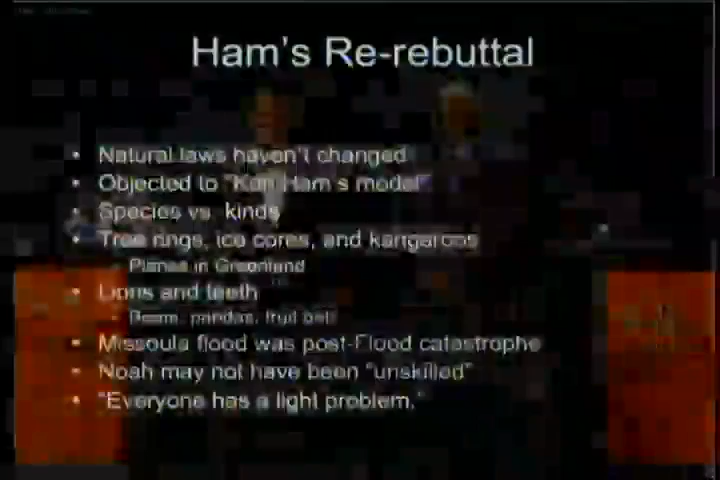 Ham's Re-rebuttal
• Natural laws haven't changed
• Objected to "Ken Ham's model"
• Species vs. kinds
• Tree rings, ice cores, and kangaroos
- Planes in Greenland
• Lions and teeth
- Bears, pandas, fruit bats
• Missoula flood was post-Flood catastrophe
• Noah may not have been "unskilled"
• "Everyone has a light problem."